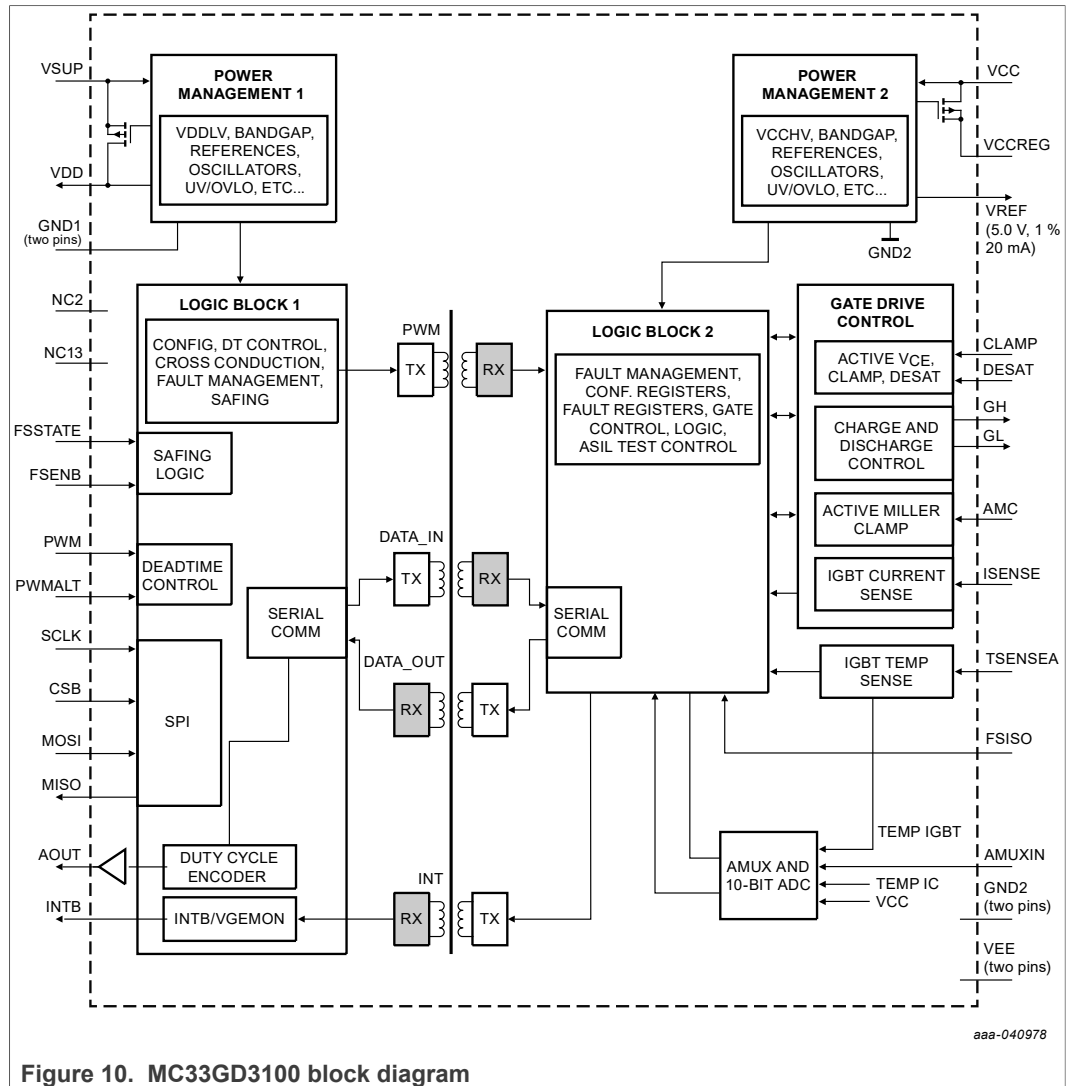 VSUP
VDD
GND1
(two pins)
POWER
MANAGEMENT 1
VDDLV, BANDGAP,
REFERENCES,
OSCILLATORS,
UV/OVLO, ETC...
POWER
MANAGEMENT 2
VCCHV, BANDGAP,
REFERENCES,
OSCILLATORS,
UV/OVLO, ETC...
VCC
VCCREG
VREF
(5.0 V, 1 %
20 mA)
GND2
NC2
NC13
FSSTATE
FSENB
PWM
PWMALT
SCLK
CSB
MOSI
MISO
AOUT
INTB
LOGIC BLOCK 1
CONFIG, DT CONTROL,
CROSS CONDUCTION,
FAULT MANAGEMENT,
SAFING
SAFING
LOGIC
DEADTIME
CONTROL
SERIAL
COMM
SPI
DUTY CYCLE
ENCODER
INTB/VGEMON
PWM
TX
RX
DATA_IN
TX
RX
DATA_OUT
RX
TX
INT
RX
TX
LOGIC BLOCK 2
FAULT MANAGEMENT,
CONF. REGISTERS,
FAULT REGISTERS, GATE
CONTROL, LOGIC,
ASIL TEST CONTROL
SERIAL
COMM
GATE DRIVE
CONTROL
ACTIVE VCE,
CLAMP, DESAT
CHARGE AND
DISCHARGE
CONTROL
ACTIVE MILLER
CLAMP
IGBT CURRENT
SENSE
IGBT TEMP
SENSE
AMUX AND
10-BIT ADC
CLAMP
DESAT
GH
GL
AMC
ISENSE
TSENSEA
FSISO
TEMP IGBT
AMUXIN
TEMP IC
VCC
GND2
(two pins)
VEE
(two pins)
aaa-040978
Figure 10. MC33GD3100 block diagram